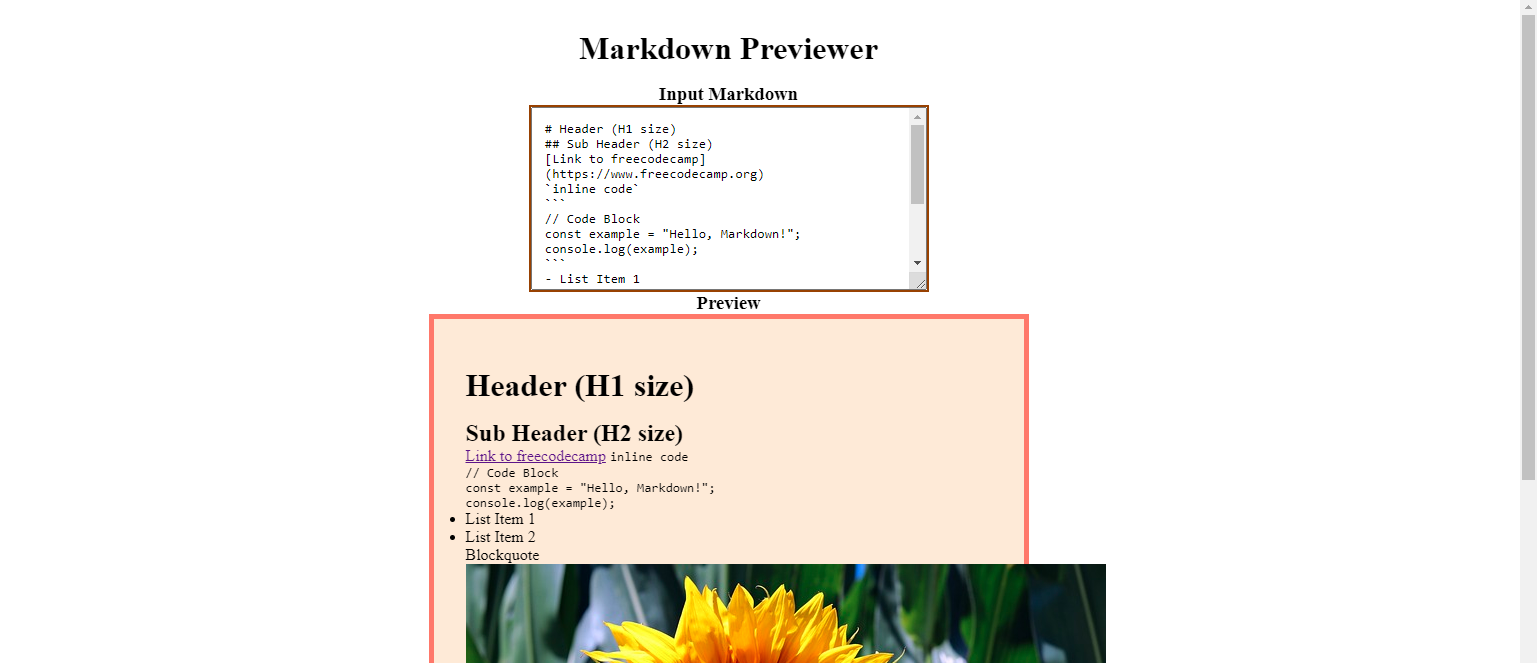 Markdown Previewer
Input Markdown
# Header (H1 size)
## Sub Header (H2 size)
[Link to freecodecamp]
(https://www.freecodecamp.org)
`inline code`
```
// Code Block
const example = "Hello, Markdown!";
console.log(example);
```
- List Item 1
Preview
Header (H1 size)
Sub Header (H2 size)
Link to freecodecamp inline code
// Code Block
const example = "Hello, Markdown!";
console.log(example);
List Item 1
List Item 2
Blockquote